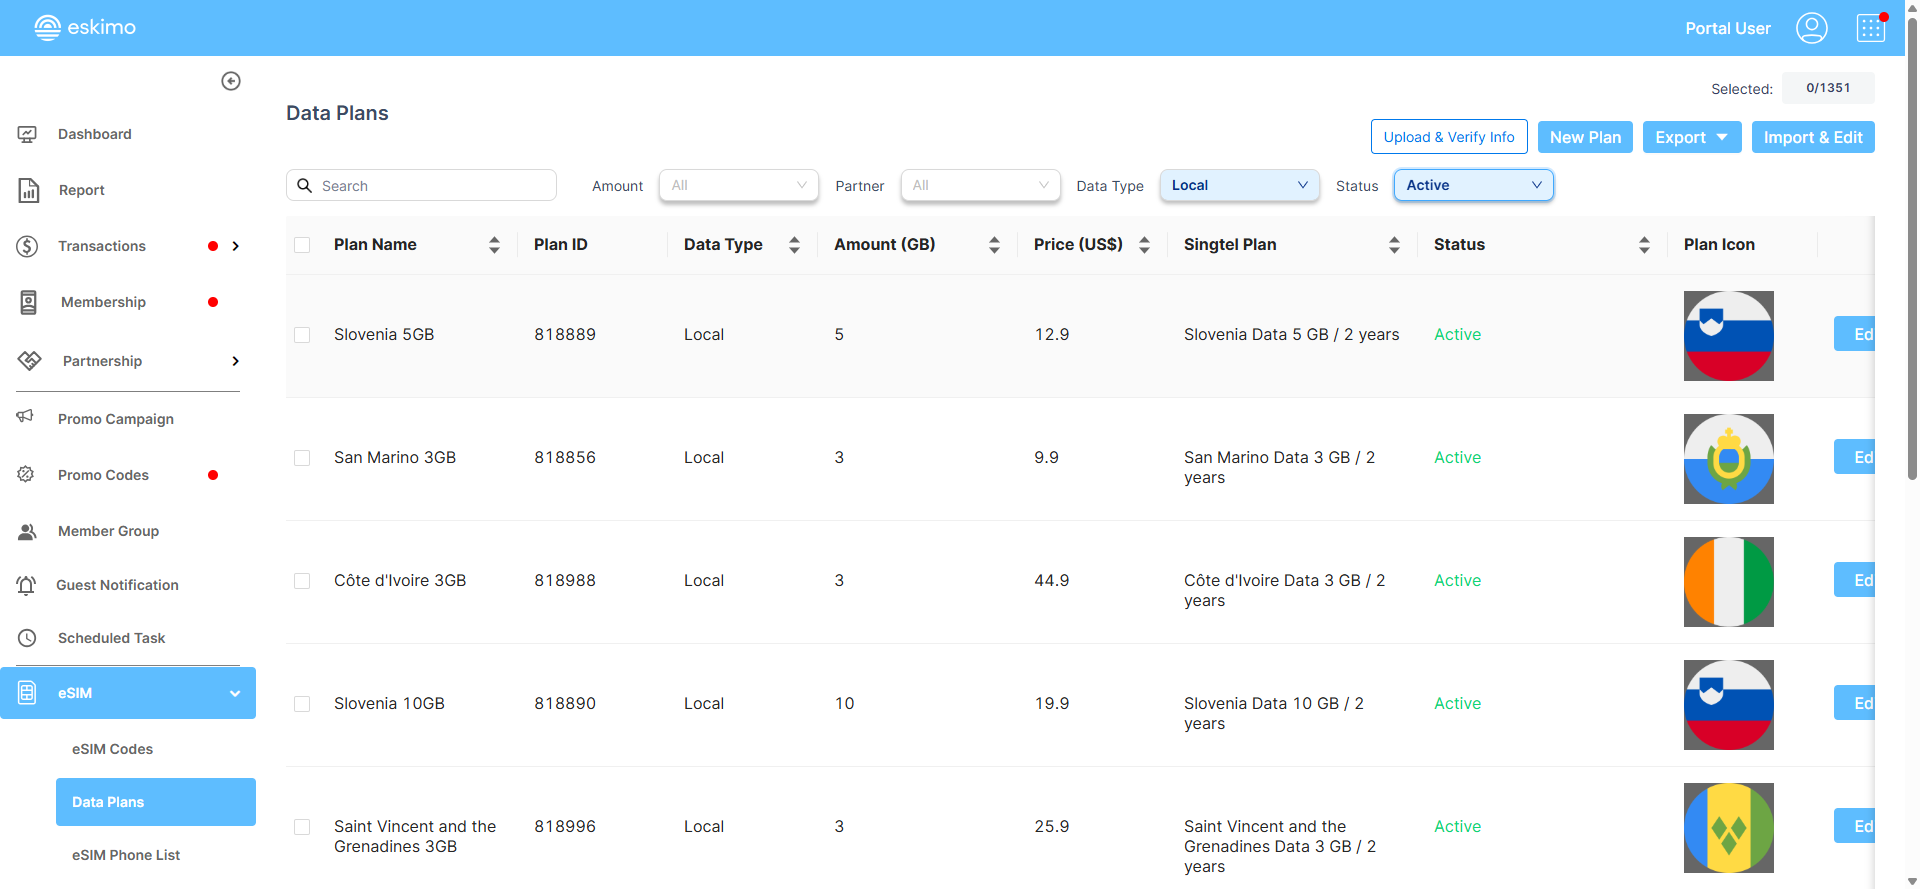 eskimo
Portal User
Selected: 0/1351
Data Plans
Upload & Verify Info
New Plan
Export
Import & Edit
Search
Amount All
Partner All
Data Type Local
Status Active
Dashboard
Report
Transactions
Membership
Partnership
Promo Campaign
Promo Codes
Member Group
Guest Notification
Scheduled Task
eSIM
eSIM Codes
Data Plans
eSIM Phone List
Plan Name Plan ID Data Type Amount (GB) Price (US$) Singtel Plan Status Plan Icon
Slovenia 5GB 818889 Local 5 12.9 Slovenia Data 5 GB / 2 years Active Ed
San Marino 3GB 818856 Local 3 9.9 San Marino Data 3 GB / 2 Active Ed
years
Côte d'Ivoire 3GB 818988 Local 3 44.9 Côte d'Ivoire Data 3 GB / 2 Active Ed
years
Slovenia 10GB 818890 Local 10 19.9 Slovenia Data 10 GB / 2 Active Ed
years
Saint Vincent and the 818996 Local 3 25.9 Saint Vincent and the Active Ed
Grenadines 3GB Grenadines Data 3 GB / 2
years